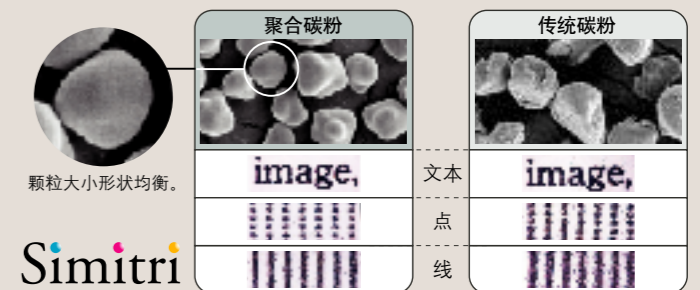 聚合碳粉
传统碳粉
颗粒大小形状均衡。
image,
文本
image,
点
线
Simitri